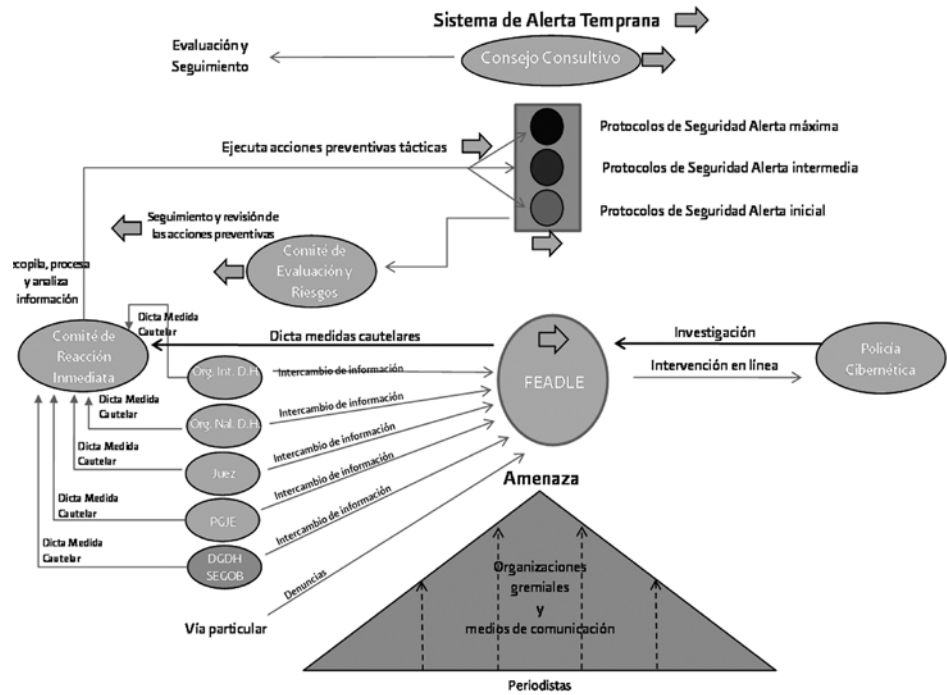 Sistema de Alerta Temprana
Evaluación y
Seguimiento
Consejo Consultivo
Protocolos de Seguridad Alerta máxima
Ejecuta acciones preventivas tácticas
Protocolos de Seguridad Alerta intermedia
Protocolos de Seguridad Alerta inicial
Seguimiento y revisión de
las acciones preventivas
Comité de
Evaluación y
Riesgos
ecopila, procesa
y analiza
información
Dicta Medida
Cautelar
Comité de
Reacción
Inmediata
Dicta medidas cautelares
FEADLE
Investigación
Intervención en línea
Policía
Cibernética
Org. Int. D.H.
Intercambio de información
Dicta Medida
Cautelar
Org. Nal. D.H.
Intercambio de información
Dicta Medida
Cautelar
Juez
Intercambio de información
Dicta Medida
Cautelar
PGJE
Intercambio de información
Dicta Medida
Cautelar
DGDH
SEGOB
Intercambio de información
Denuncias
Vía particular
Amenaza
Organizaciones
gremiales
y
medios de comunicación
Periodistas